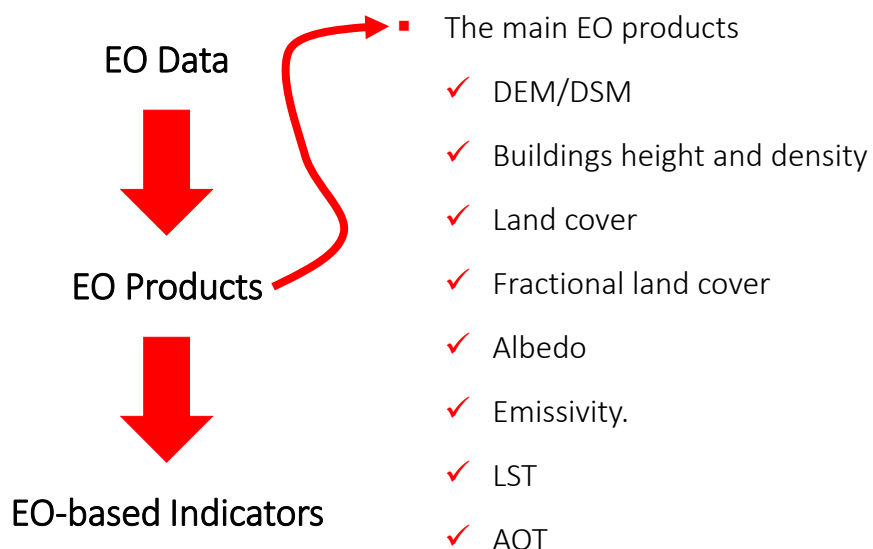 EO Data
EO Products
EO-based Indicators
The main EO products
DEM/DSM
Buildings height and density
Land cover
Fractional land cover
Albedo
Emissivity.
LST
AOT